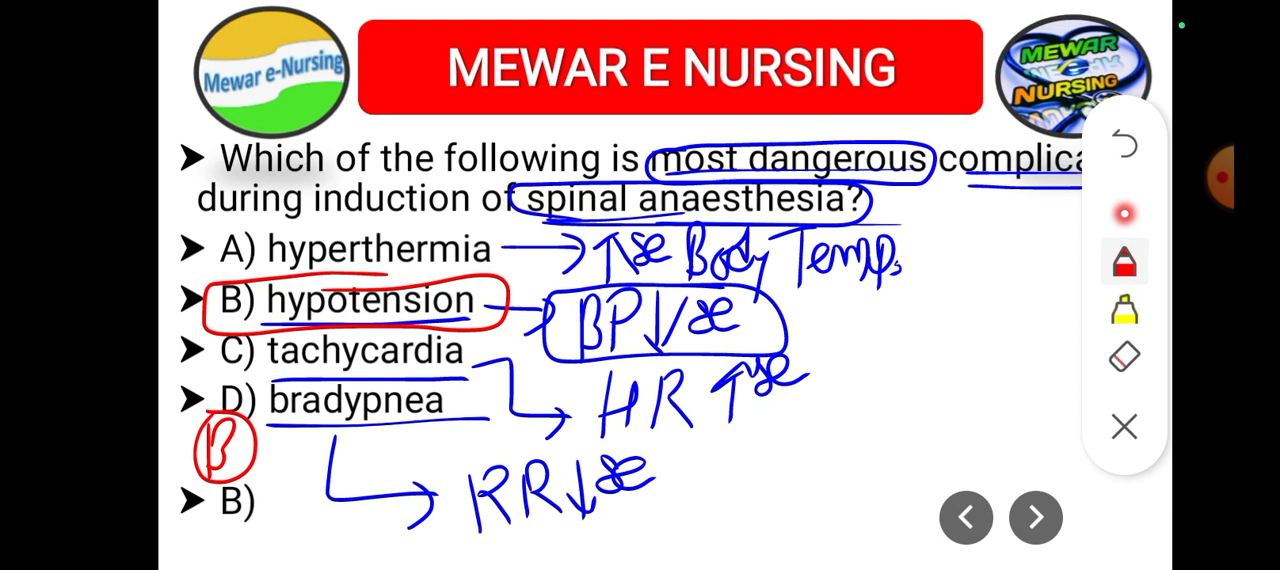 Mewar e-Nursing
MEWAR E NURSING
MEWAR
e
NURSING
➤ Which of the following is most dangerous complica
during induction of spinal anaesthesia?
➤ A) hyperthermia → ↑se Body Temp.
➤ B) hypotension → BP↓se
➤ C) tachycardia → HR ↑se
➤ D) bradypnea → RR↓se
B
➤ B)